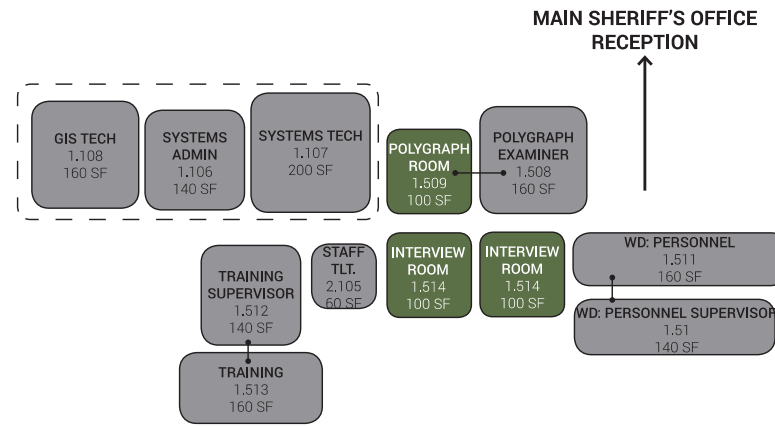 MAIN SHERIFF'S OFFICE
RECEPTION
GIS TECH
1.108
160 SF
SYSTEMS
ADMIN
1.106
140 SF
SYSTEMS TECH
1.107
200 SF
POLYGRAPH
ROOM
1.509
100 SF
POLYGRAPH
EXAMINER
1.508
160 SF
TRAINING
SUPERVISOR
1.512
140 SF
STAFF
TLT.
2.105
60 SF
INTERVIEW
ROOM
1.514
100 SF
INTERVIEW
ROOM
1.514
100 SF
WD: PERSONNEL
1.511
160 SF
WD: PERSONNEL SUPERVISOR
1.51
140 SF
TRAINING
1.513
160 SF